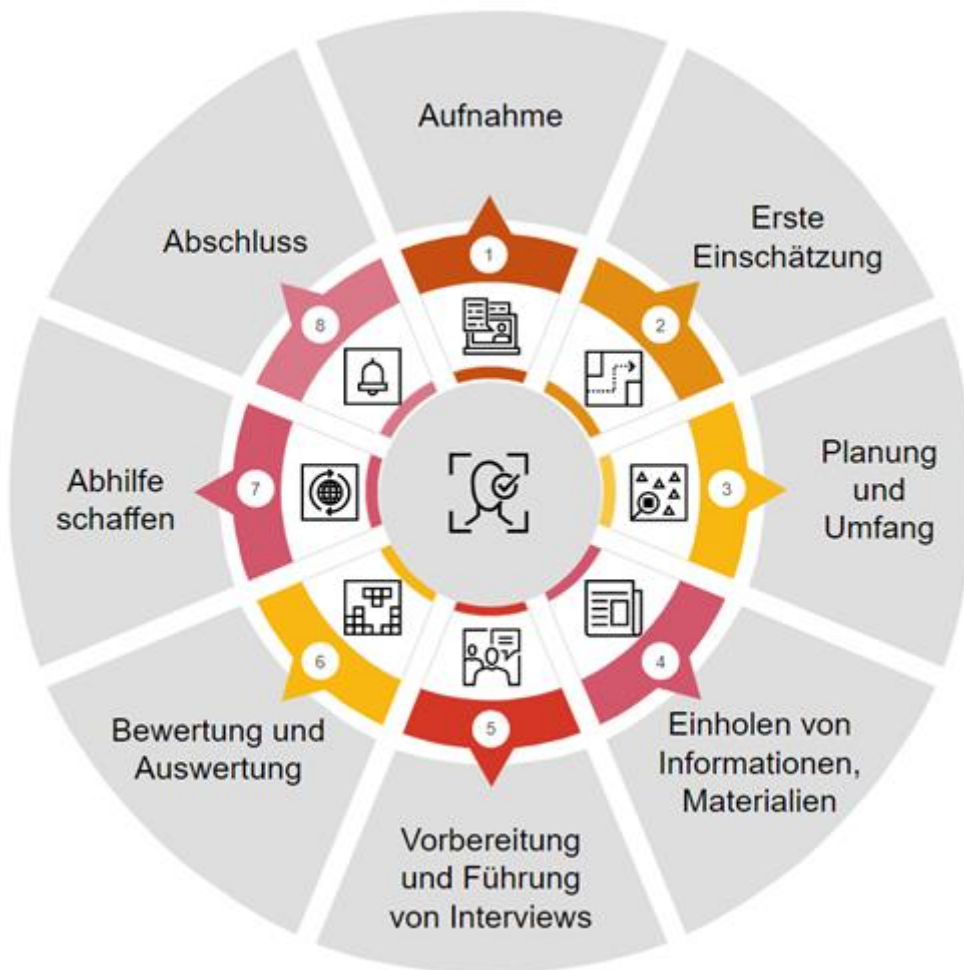 Aufnahme
1
Erste
Einschätzung
2
Planung
und
Umfang
3
Einholen von
Informationen,
Materialien
4
Vorbereitung
und Führung
von Interviews
5
Bewertung und
Auswertung
6
Abhilfe
schaffen
7
Abschluss
8